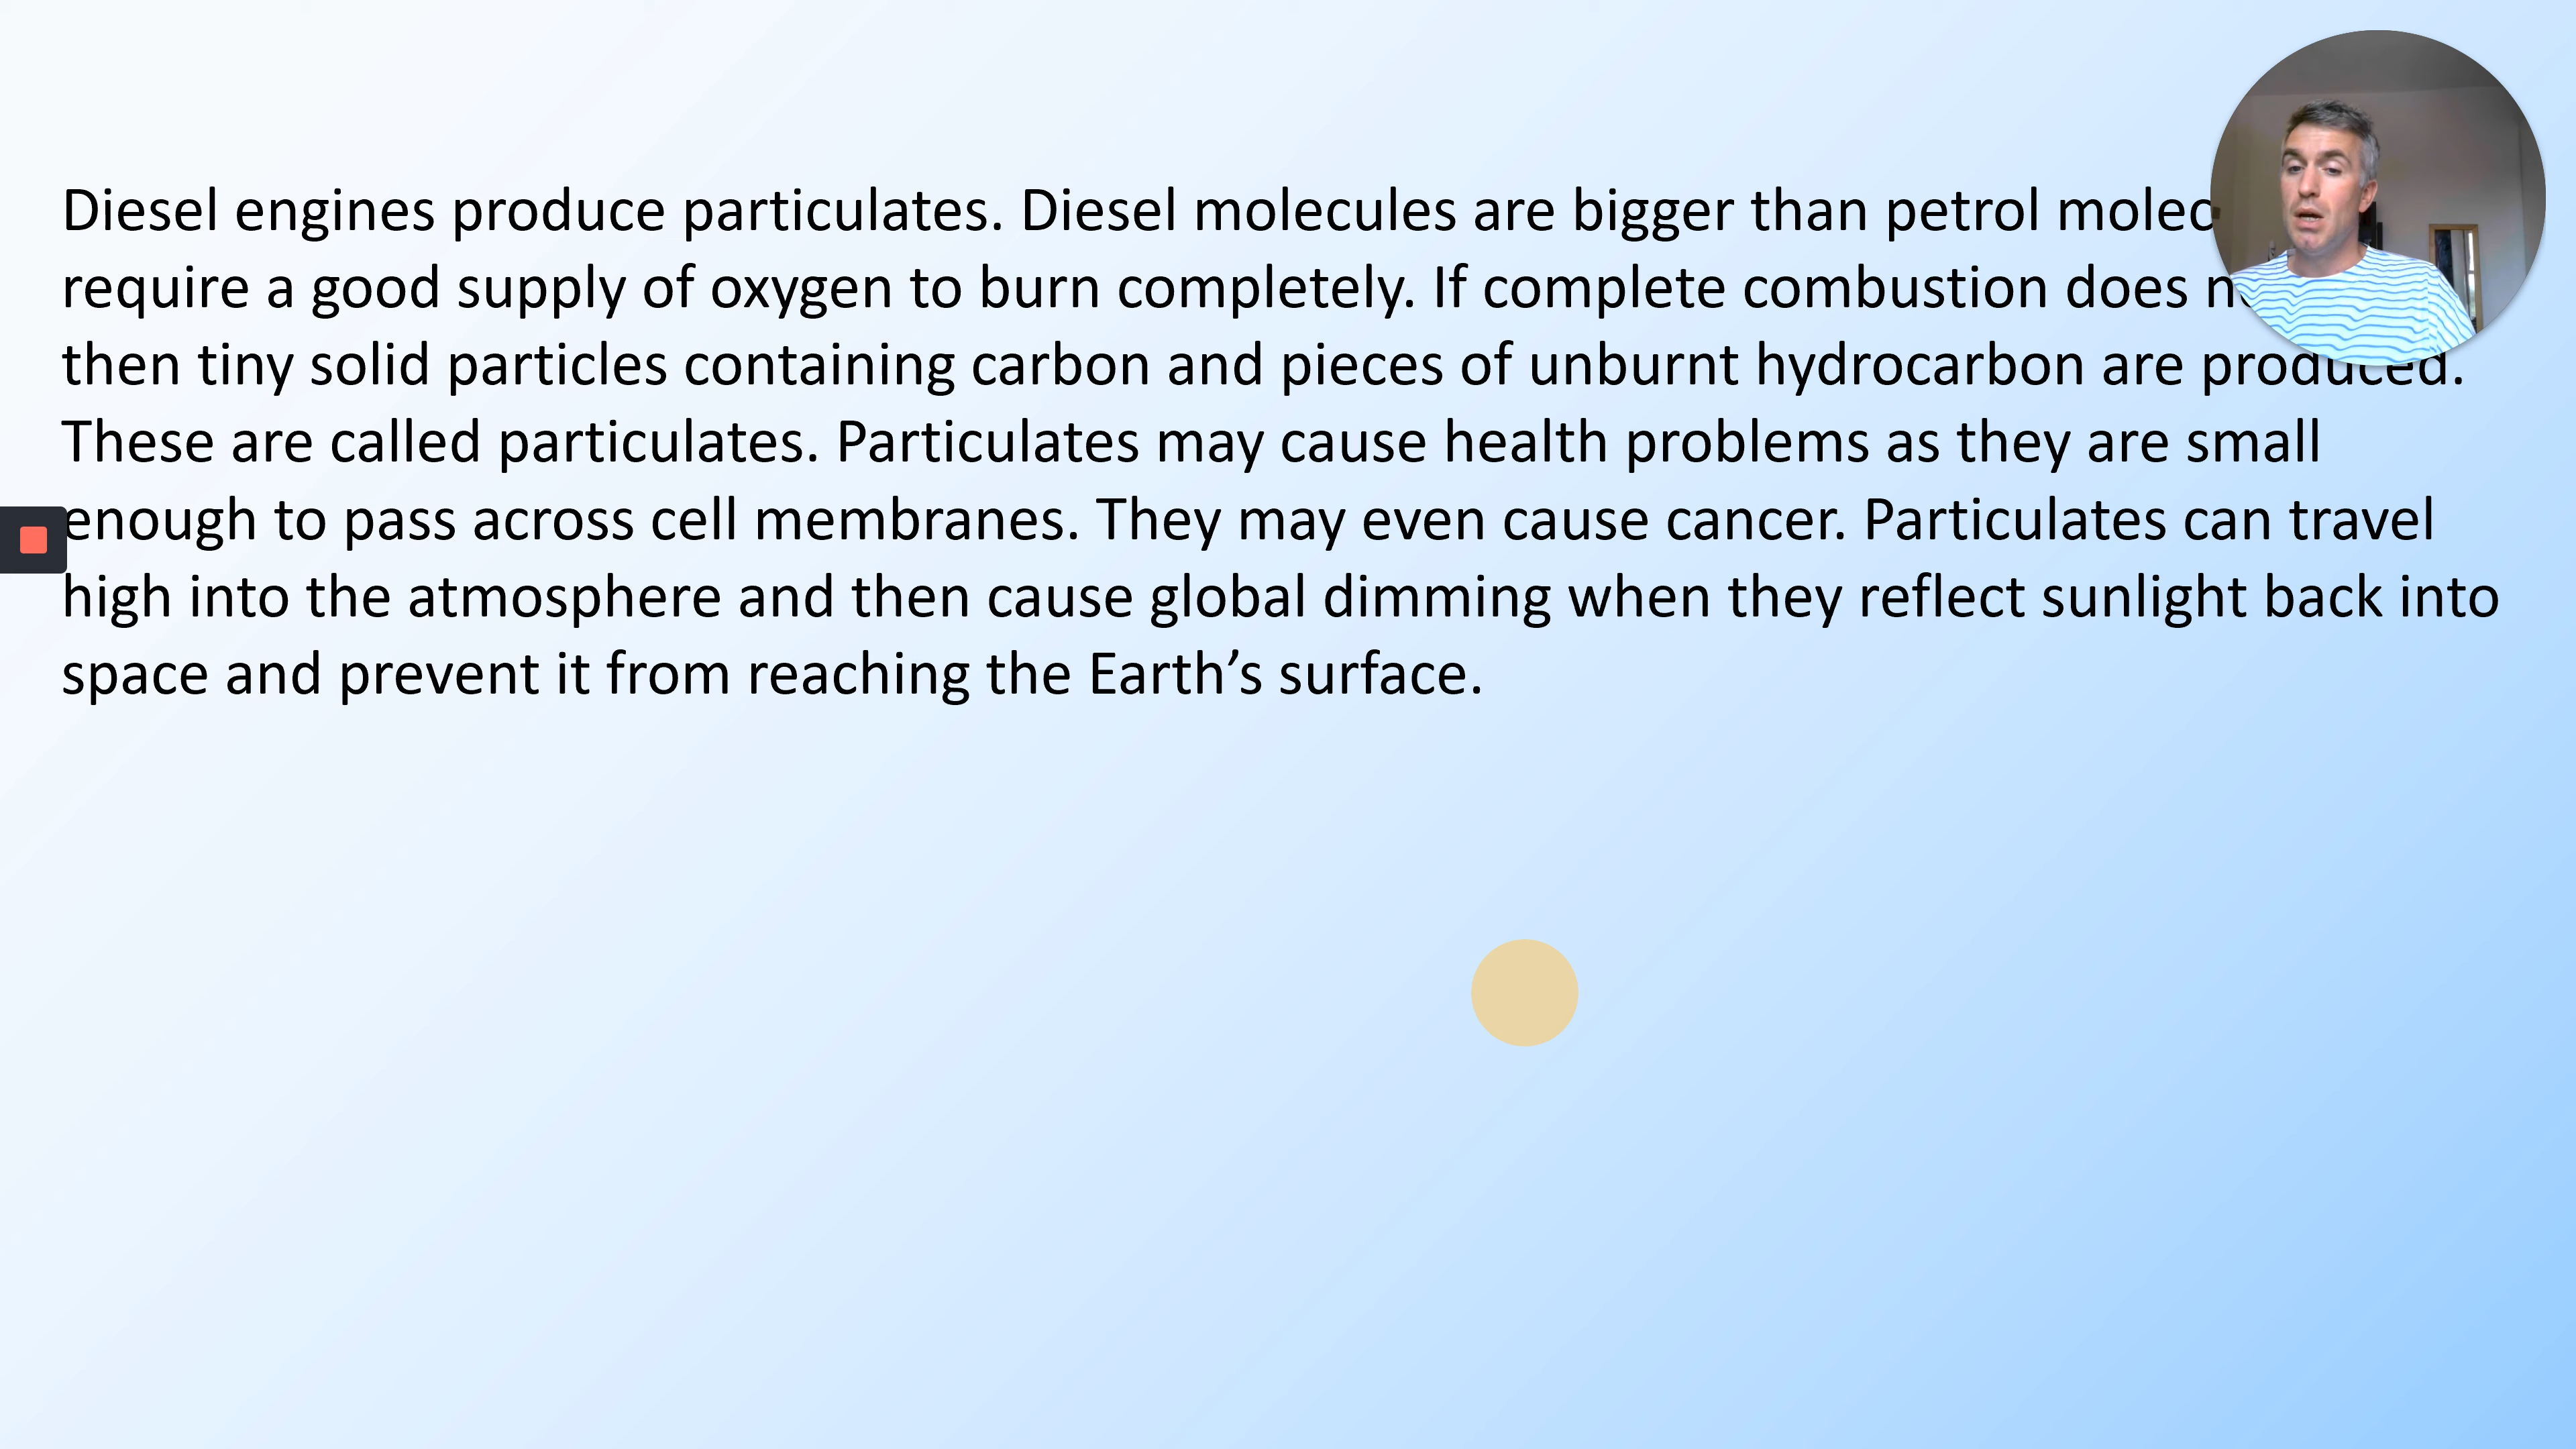 Diesel engines produce particulates. Diesel molecules are bigger than petrol
require a good supply of oxygen to burn completely. If complete combustion does
then tiny solid particles containing carbon and pieces of unburnt hydrocarbon are produced.
These are called particulates. Particulates may cause health problems as they are small
enough to pass across cell membranes. They may even cause cancer. Particulates can travel
high into the atmosphere and then cause global dimming when they reflect sunlight back into
space and prevent it from reaching the Earth’s surface.